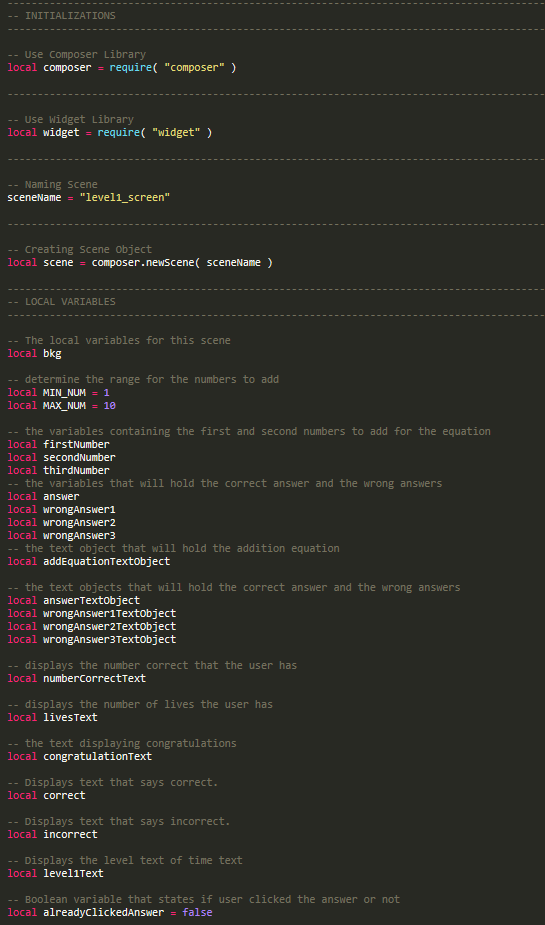 -----------------------------------------------------------------------------------------
-- INITIALIZATIONS
-----------------------------------------------------------------------------------------
-- Use Composer Library
local composer = require( "composer" )
-----------------------------------------------------------------------------------------
-- Use Widget Library
local widget = require( "widget" )
-----------------------------------------------------------------------------------------
-- Naming Scene
sceneName = "level1_screen"
-----------------------------------------------------------------------------------------
-- Creating Scene Object
local scene = composer.newScene( sceneName )
-----------------------------------------------------------------------------------------
-- LOCAL VARIABLES
-----------------------------------------------------------------------------------------
-- The local variables for this scene
local bkg
-- determine the range for the numbers to add
local MIN_NUM = 1
local MAX_NUM = 10
-- the variables containing the first and second numbers to add for the equation
local firstNumber
local secondNumber
local thirdNumber
-- the variables that will hold the correct answer and the wrong answers
local answer
local wrongAnswer1
local wrongAnswer2
local wrongAnswer3
-- the text object that will hold the addition equation
local addEquationTextObject
-- the text objects that will hold the correct answer and the wrong answers
local answerTextObject
local wrongAnswer1TextObject
local wrongAnswer2TextObject
local wrongAnswer3TextObject
-- displays the number correct that the user has
local numberCorrectText
-- displays the number of lives the user has
local livesText
-- the text displaying congratulations
local congratulationText
-- Displays text that says correct.
local correct
-- Displays text that says incorrect.
local incorrect
-- Displays the level text of time text
local level1Text
-- Boolean variable that states if user clicked the answer or not
local alreadyClickedAnswer = false